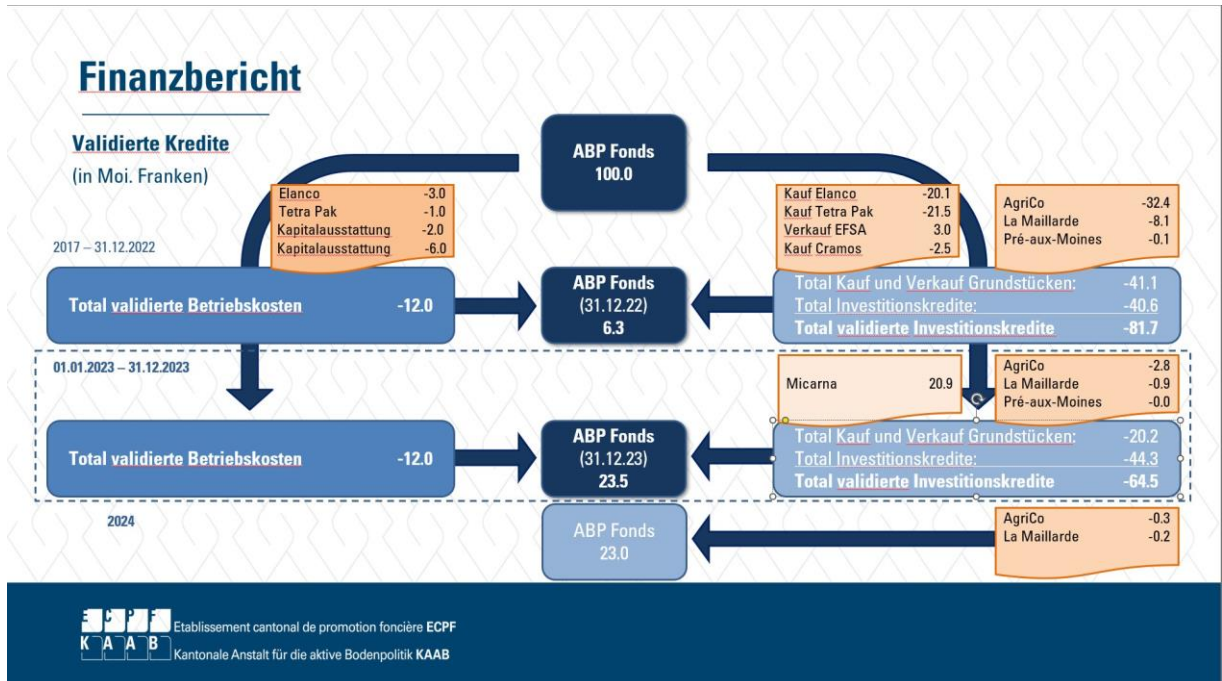 Finanzbericht
Validierte Kredite
(in Moi. Franken)
ABP Fonds
100.0
Elanco -3.0
Tetra Pak -1.0
Kapitalausstattung -2.0
Kapitalausstattung -6.0
Kauf Elanco -20.1
Kauf Tetra Pak -21.5
Verkauf EFSA 3.0
Kauf Cramos -2.5
AgriCo -32.4
La Maillarde -8.1
Pré-aux-Moines -0.1
2017 – 31.12.2022
Total validierte Betriebskosten -12.0
ABP Fonds
(31.12.22)
6.3
Total Kauf und Verkauf Grundstücken: -41.1
Total Investitionskredite: -40.6
Total validierte Investitionskredite -81.7
01.01.2023 – 31.12.2023
Micarna 20.9
AgriCo -2.8
La Maillarde -0.9
Pré-aux-Moines -0.0
Total validierte Betriebskosten -12.0
ABP Fonds
(31.12.23)
23.5
Total Kauf und Verkauf Grundstücken: -20.2
Total Investitionskredite: -44.3
Total validierte Investitionskredite -64.5
2024
ABP Fonds
23.0
AgriCo -0.3
La Maillarde -0.2
E C P F
K A A B
Etablissement cantonal de promotion foncière ECPF
Kantonale Anstalt für die aktive Bodenpolitik KAAB